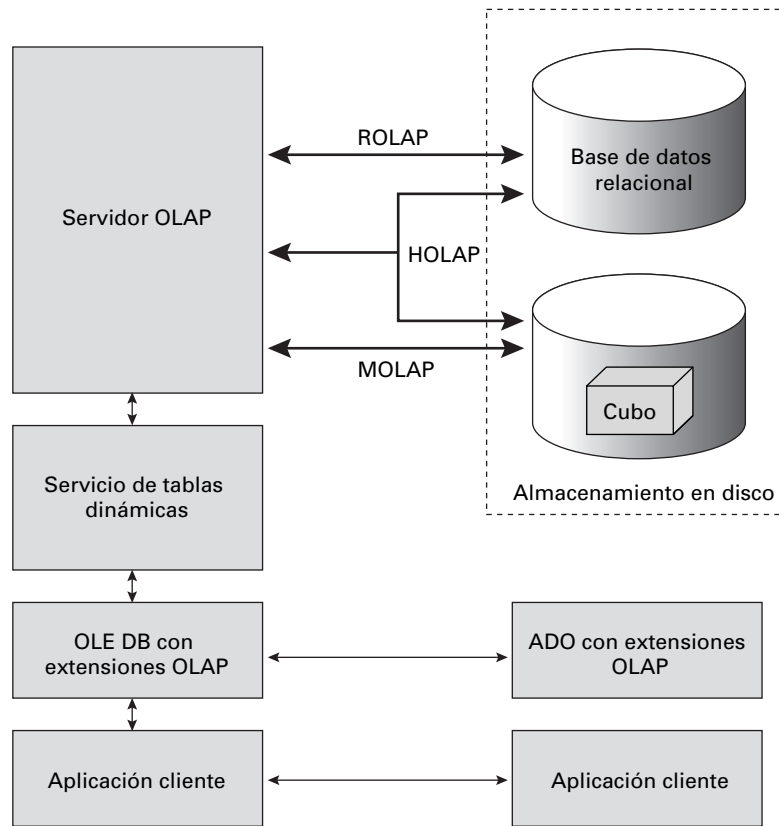 ROLAP
Base de datos
relacional
Servidor OLAP
HOLAP
MOLAP
Cubo
Servicio de tablas
dinámicas
Almacenamiento en disco
OLE DB con
extensiones OLAP
ADO con extensiones
OLAP
Aplicación cliente
Aplicación cliente